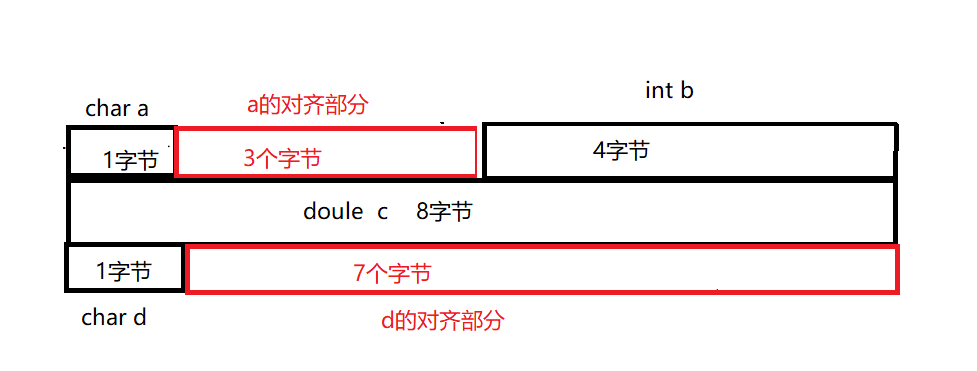 char a
a的对齐部分
int b
1字节
3个字节
4字节
doule c 8字节
1字节
7个字节
char d
d的对齐部分